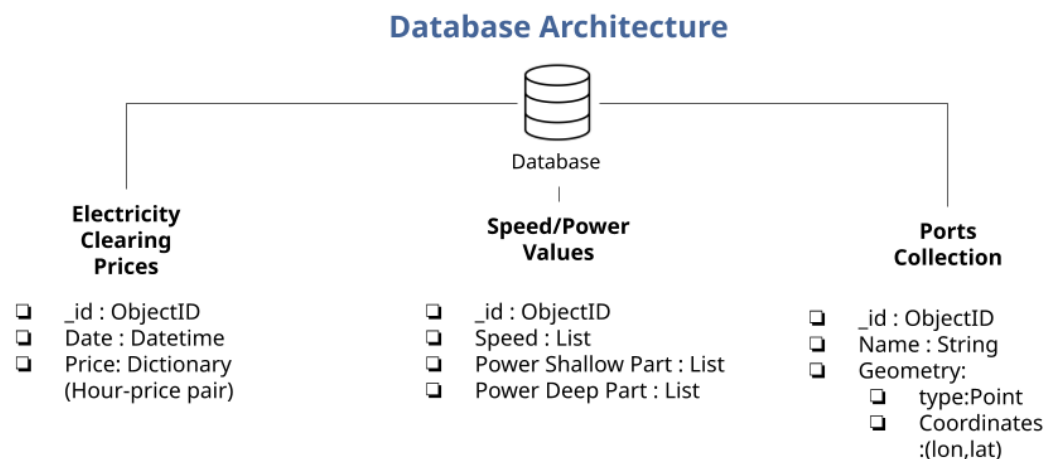 Database Architecture
Database
Electricity
Clearing
Prices
_id : ObjectID
Date : Datetime
Price: Dictionary
(Hour-price pair)
Speed/Power
Values
_id : ObjectID
Speed : List
Power Shallow Part : List
Power Deep Part : List
Ports
Collection
_id : ObjectID
Name : String
Geometry:
type:Point
Coordinates
:(lon,lat)